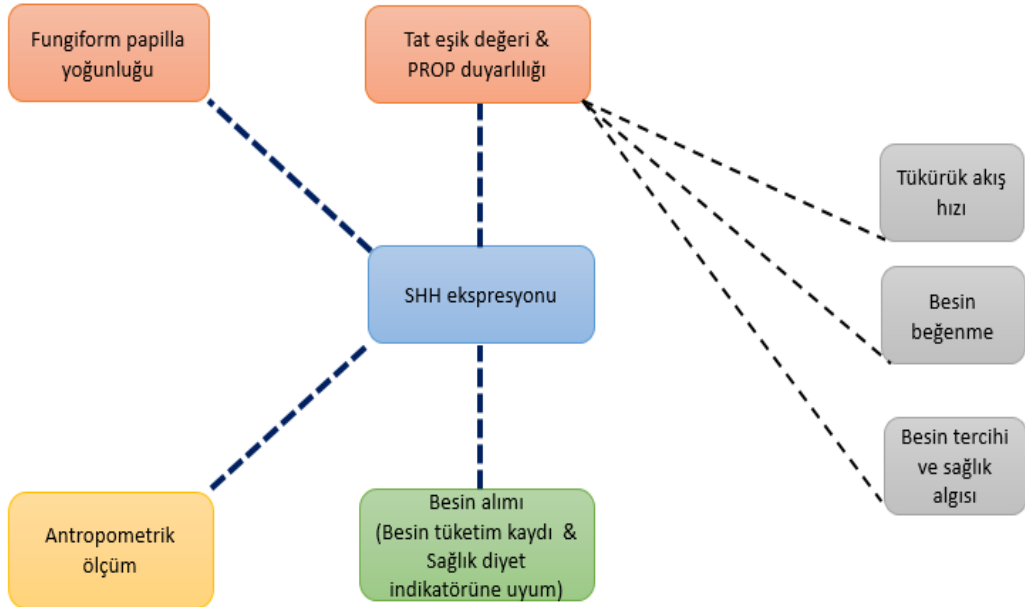 Fungiform papilla
yoğunluğu
Tat eşik değeri &
PROP duyarlılığı
Tükürük akış
hızı
SHH ekspresyonu
Besin
beğenme
Besin tercihi
ve sağlık
algısı
Antropometrik
ölçüm
Besin alımı
(Besin tüketim kaydı &
Sağlık diyet
indikatörüne uyum)